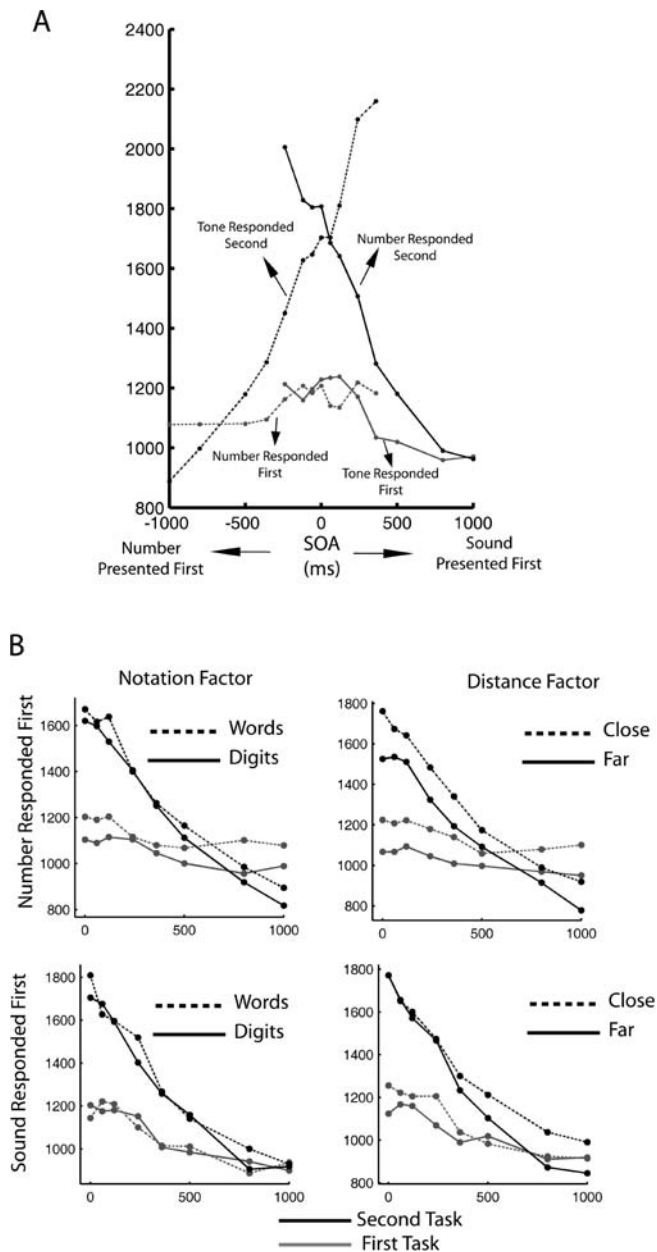 A
2400
2200
2000
1800
1600
1400
1200
1000
800
Tone Responded
Second
Number Responded
Second
Number Responded
First
Tone Responded
First
-1000
-500
0
500
1000
Number
Presented First
SOA
(ms)
Sound
Presented First
B
Notation Factor
Distance Factor
Number Responded First
1600
1400
1200
1000
800
Words
Digits
0
500
1000
1800
1600
1400
1200
1000
800
Close
Far
0
500
1000
Sound Responded First
1800
1600
1400
1200
1000
Words
Digits
0
500
1000
1800
1600
1400
1200
1000
800
Close
Far
0
500
1000
Second Task
First Task